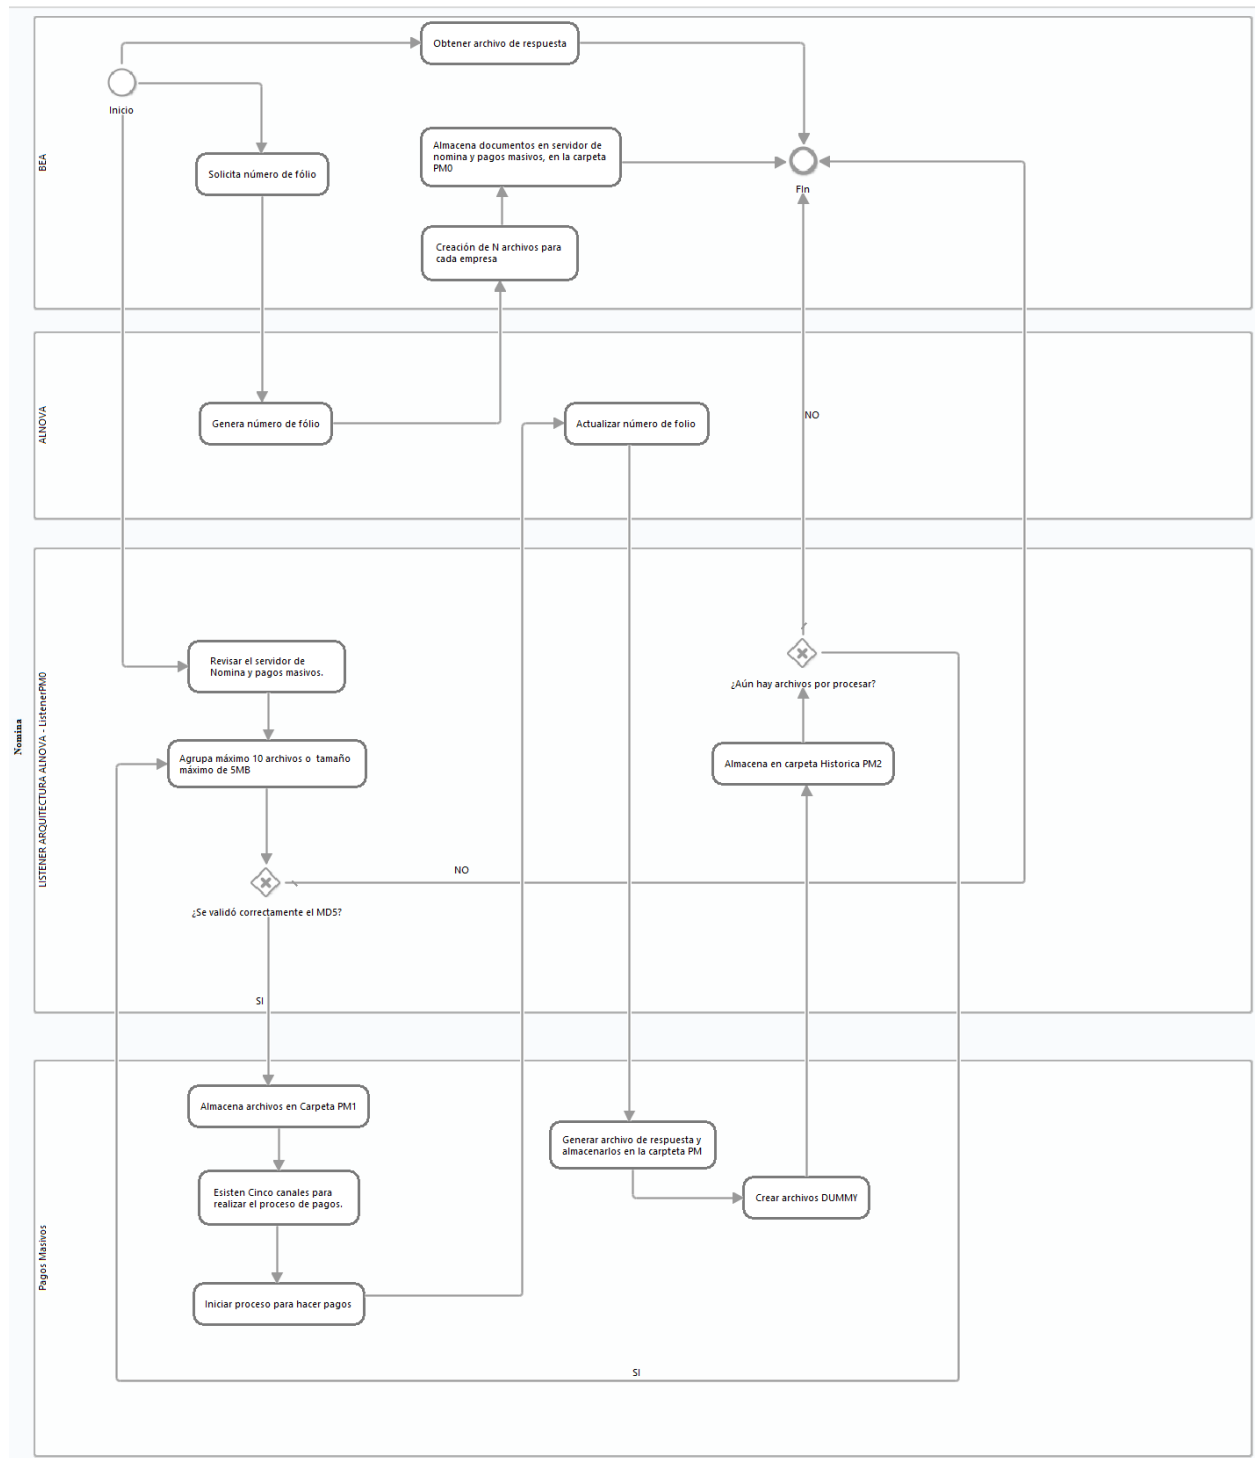 Nomina
BEA
Inicio
Obtener archivo de respuesta
Solicita número de fólio
Almacena documentos en servidor de
nomina y pagos masivos, en la carpeta
PM0
FIn
Creación de N archivos para
cada empresa
ALNOVA
Genera número de fólio
Actualizar número de folio
NO
LISTENER ARQUITECTURA ALNOVA - ListenerPM0
Revisar el servidor de
Nomina y pagos masivos.
Agrupa máximo 10 archivos o tamaño
máximo de 5MB
¿Se validó correctamente el MD5?
NO
SI
¿Aún hay archivos por procesar?
Almacena en carpeta Historica PM2
Pagos Masivos
Almacena archivos en Carpeta PM1
Esisten Cinco canales para
realizar el proceso de pagos.
Iniciar proceso para hacer pagos
Generar archivo de respuesta y
almacenarlos en la carpteta PM
Crear archivos DUMMY
SI